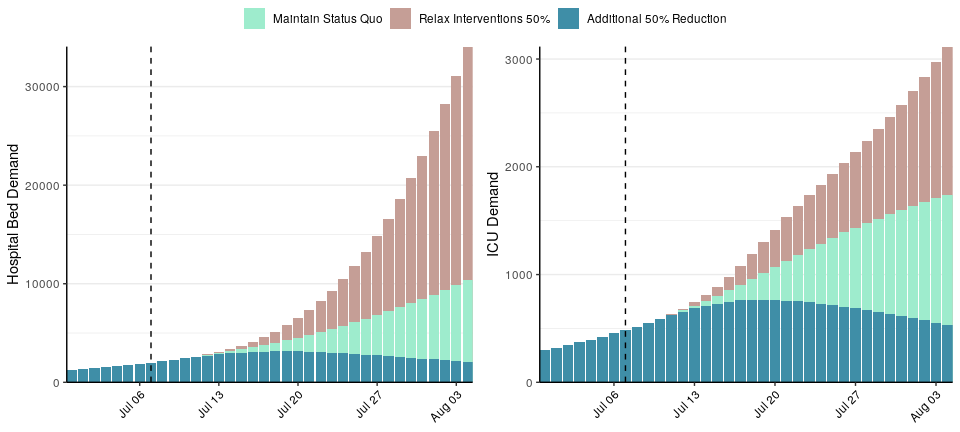 Maintain Status Quo Relax Interventions 50% Additional 50% Reduction
Hospital Bed Demand
30000
20000
10000
0
Jul 06 Jul 13 Jul 20 Jul 27 Aug 03
ICU Demand
3000
2000
1000
0
Jul 06 Jul 13 Jul 20 Jul 27 Aug 03